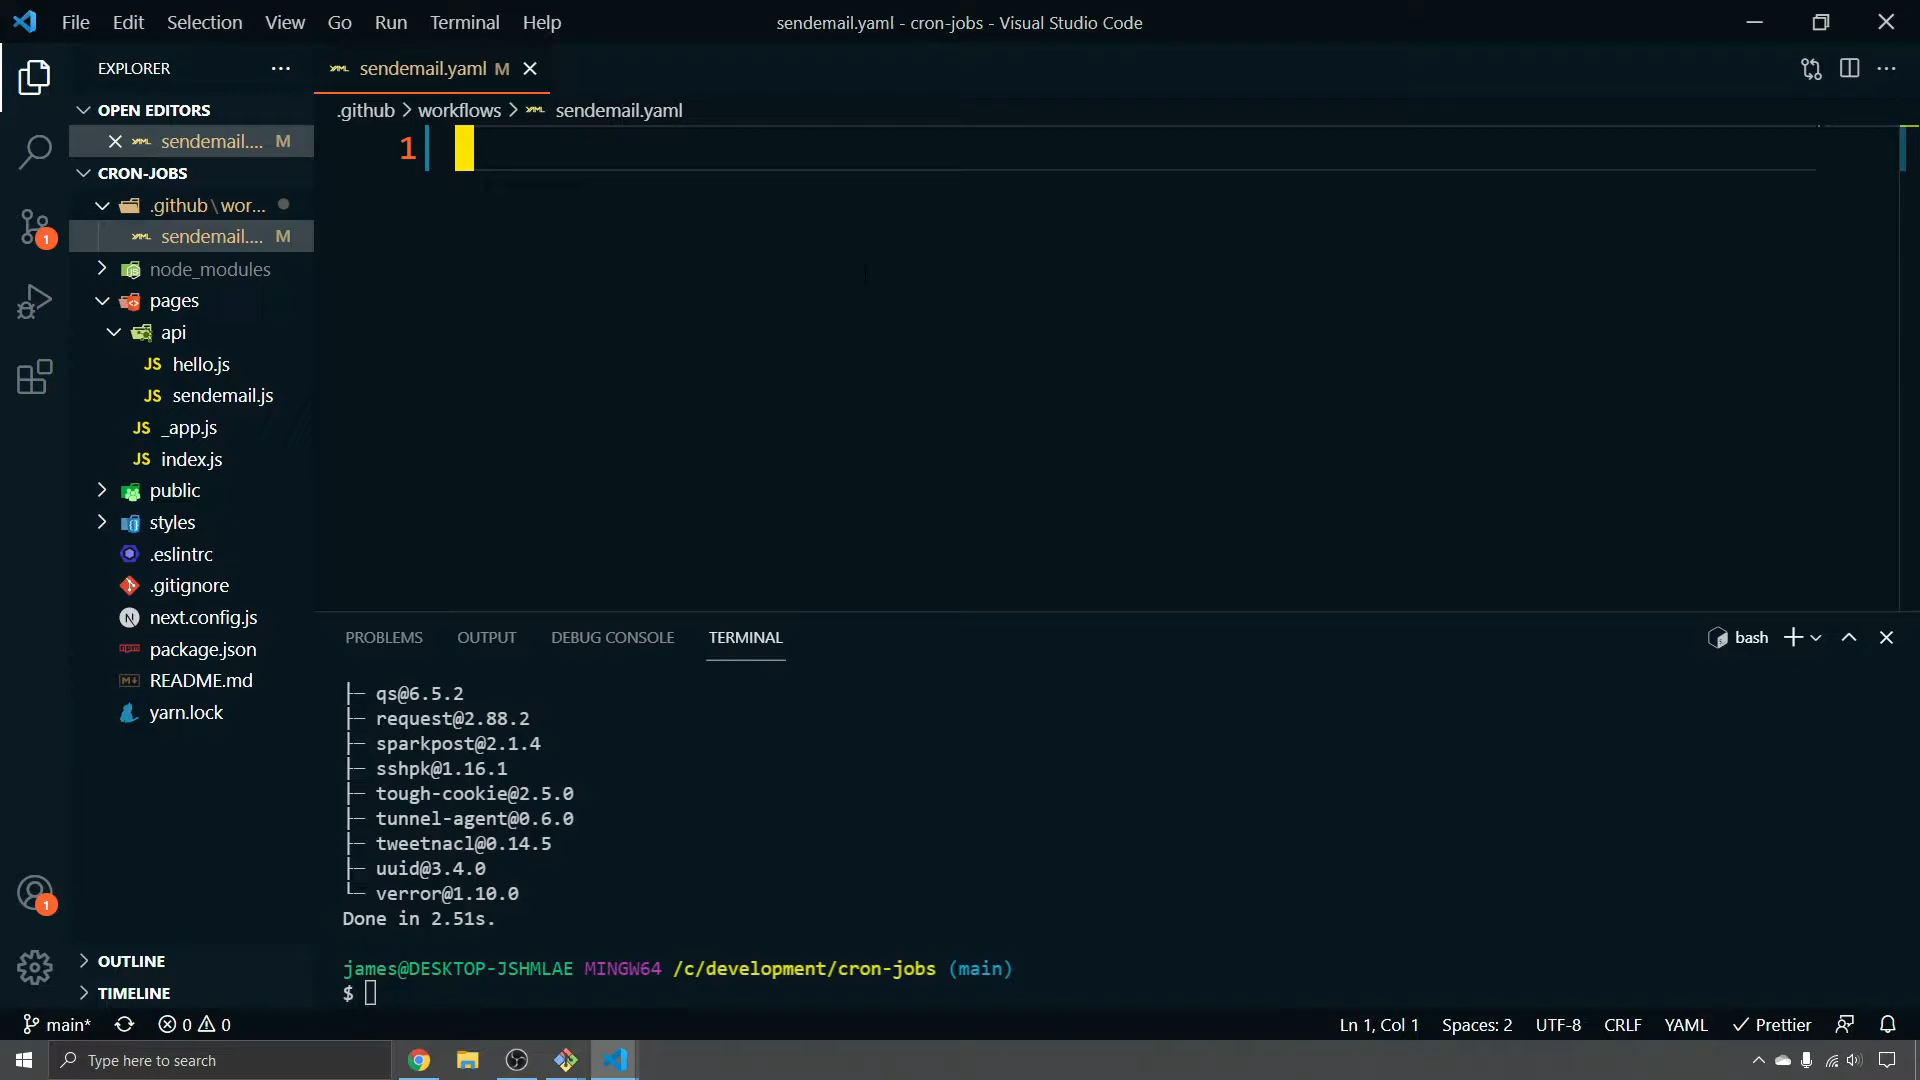 File Edit Selection View Go Run Terminal Help
sendemail.yaml - cron-jobs - Visual Studio Code
EXPLORER
sendemail.yaml M
OPEN EDITORS
sendemail.... M
.github > workflows > sendemail.yaml
1
CRON-JOBS
.github\wor...
sendemail.... M
node_modules
pages
api
JS hello.js
JS sendemail.js
JS _app.js
JS index.js
public
styles
.eslintrc
.gitignore
next.config.js
package.json
README.md
yarn.lock
OUTLINE
TIMELINE
1
1
PROBLEMS OUTPUT DEBUG CONSOLE TERMINAL
bash
├─ qs@6.5.2
├─ request@2.88.2
├─ sparkpost@2.1.4
├─ sshpk@1.16.1
├─ tough-cookie@2.5.0
├─ tunnel-agent@0.6.0
├─ tweetnacl@0.14.5
├─ uuid@3.4.0
└─ verror@1.10.0
Done in 2.51s.
james@DESKTOP-JSHMLAE MINGW64 /c/development/cron-jobs (main)
$
main* 0 0
Ln 1, Col 1 Spaces: 2 UTF-8 CRLF YAML Prettier
Type here to search